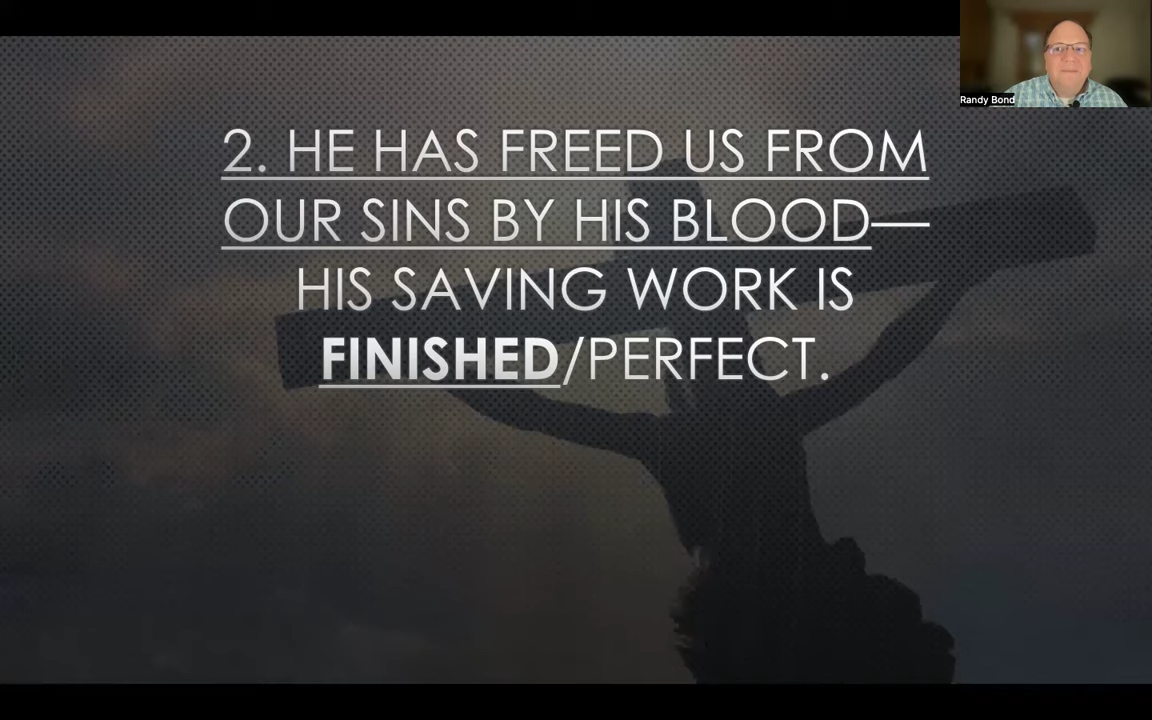 Randy Bond
2. HE HAS FREED US FROM
OUR SINS BY HIS BLOOD—
HIS SAVING WORK IS
FINISHED/PERFECT.